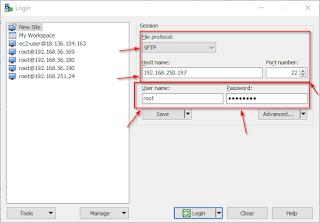 Login
New Site
My Workspace
ec2-user@18.136.104.163
root@192.168.56.169
root@192.168.56.180
root@192.168.56.190
root@192.168.251.24
Session
File protocol:
SFTP
Host name:
Port number:
192.168.250.197
22
User name:
Password:
root
Save
Advanced...
Tools
Manage
Login
Close
Help